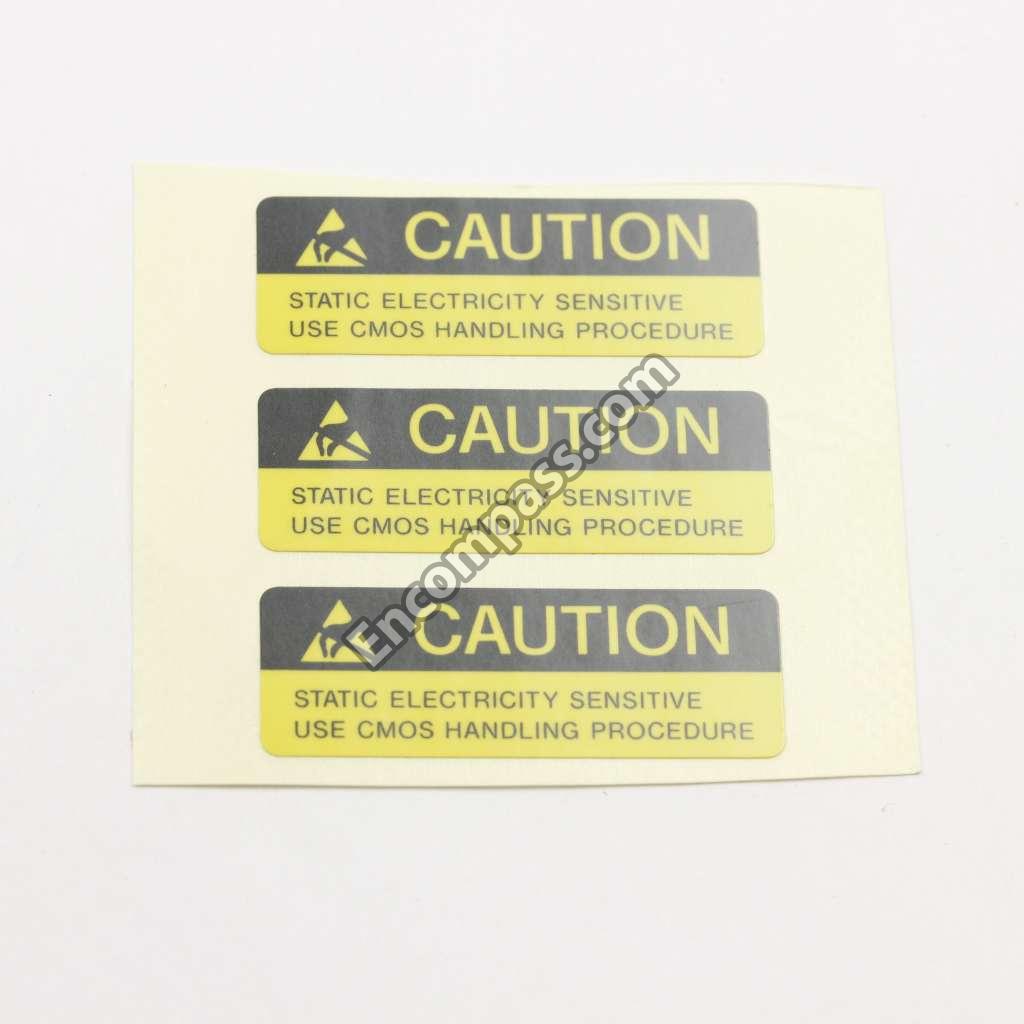 CAUTION
STATIC ELECTRICITY SENSITIVE
USE CMOS HANDLING PROCEDURE
CAUTION
STATIC ELECTRICITY SENSITIVE
USE CMOS HANDLING PROCEDURE
CAUTION
STATIC ELECTRICITY SENSITIVE
USE CMOS HANDLING PROCEDURE
Encompass.com